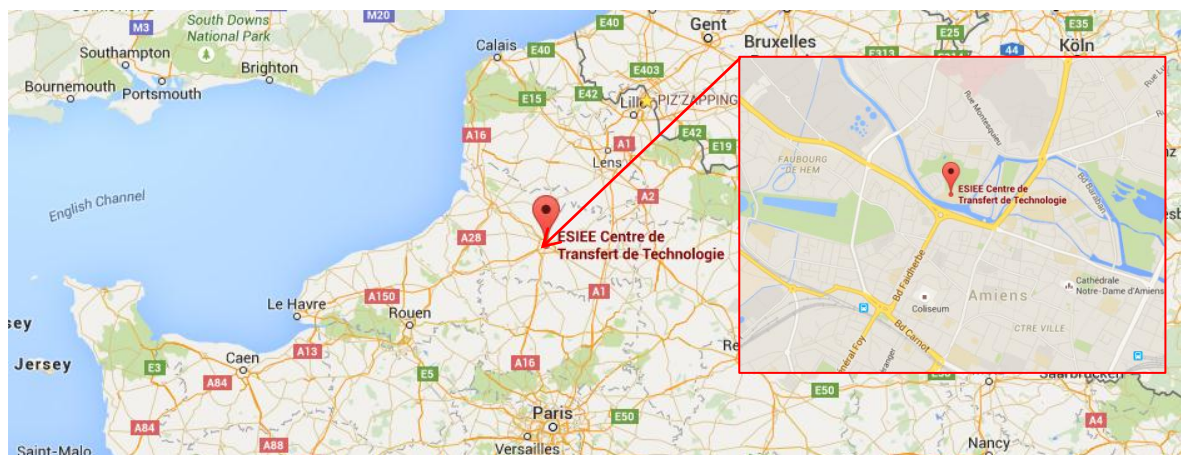 M3
South Downs
National Park
M20
Southampton
Brighton
Bournemouth
Portsmouth
English Channel
Calais
E40
E40
E15
E42
Lille
PIZ'ZAPPING
E403
Gent
Bruxelles
E313
E25
44
E35
Köln
A16
A1
Lens
E42
E19
A2
A28
ESIEE Centre de
Transfert de Technologie
A1
A150
Le Havre
Rouen
Jersey
E3
Caen
A13
A84
E5
A16
A84
A88
Paris
Versailles
E50
E50
A4
Nancy
Saint-Malo
Saarbrücken
FAUBOURG
DE HEM
Rue Montesquieu
Bd Baraban
ESIEE Centre de
Transfert de Technologie
Bd Faidherbe
Cathédrale
Notre-Dame d'Amiens
Amiens
Coliseum
CTRE VILLE
Bd Carnot